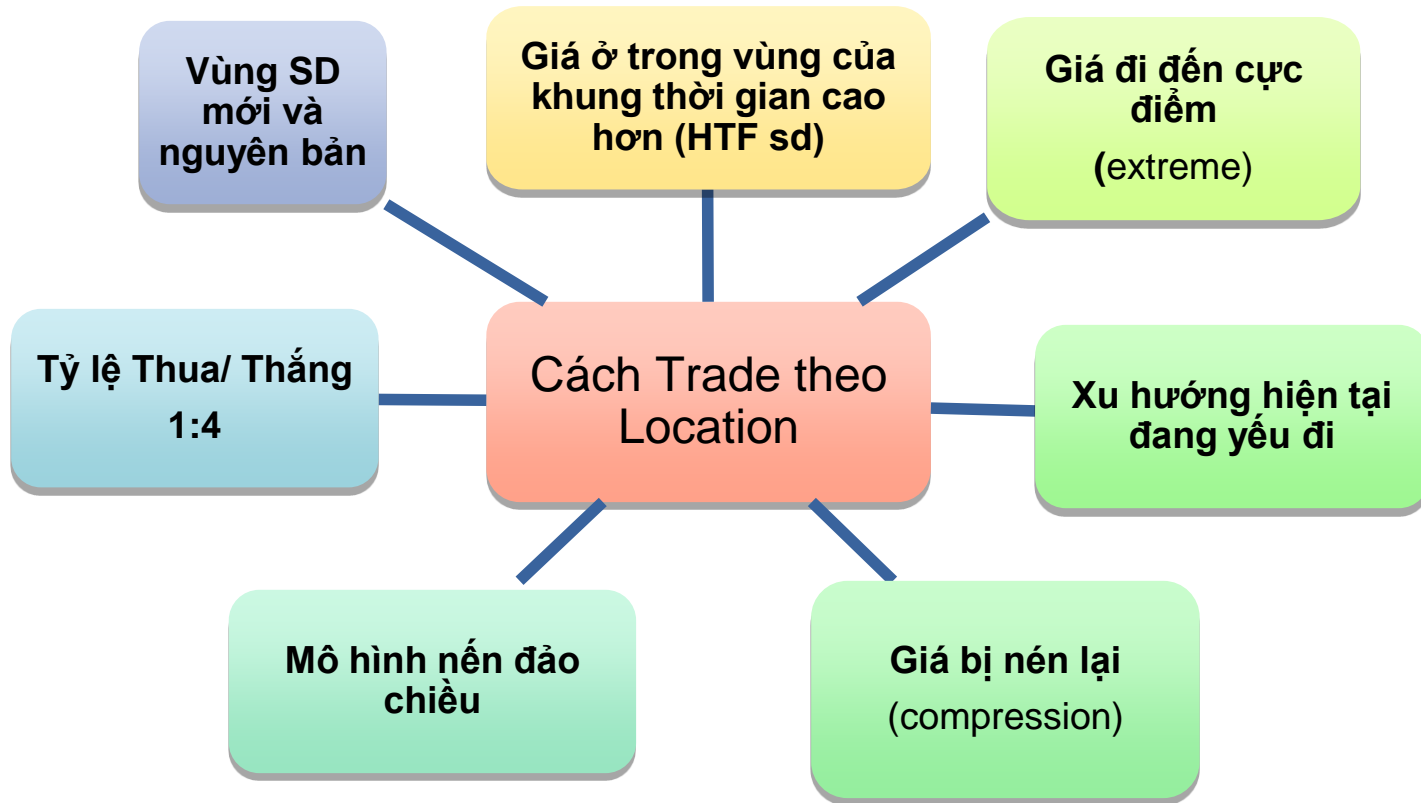 Vùng SD
mới và
nguyên bản
Giá ở trong vùng của
khung thời gian cao
hơn (HTF sd)
Giá đi đến cực
điểm
(extreme)
Tỷ lệ Thua/ Thắng
1:4
Cách Trade theo
Location
Xu hướng hiện tại
đang yếu đi
Mô hình nến đảo
chiều
Giá bị nén lại
(compression)